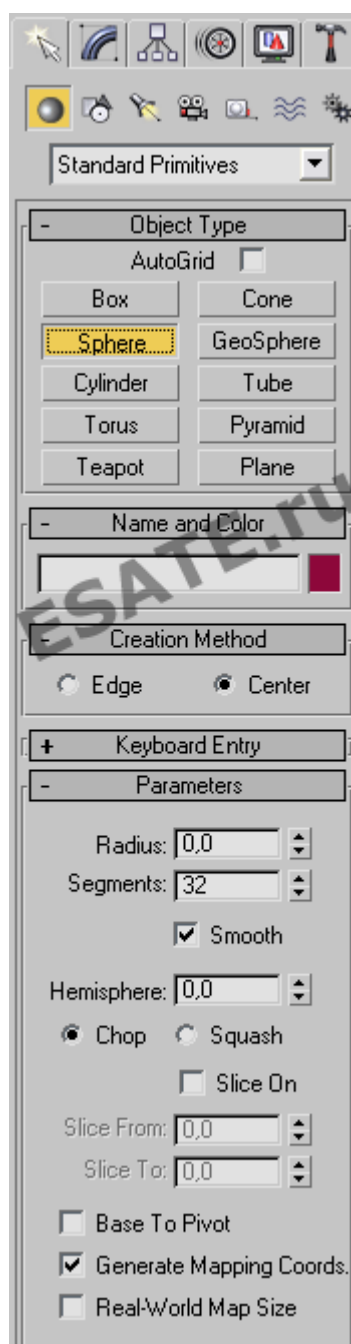 Standard Primitives
- Object Type
AutoGrid
Box Cone
Sphere GeoSphere
Cylinder Tube
Torus Pyramid
Teapot Plane
- Name and Color
ESATE.ru
- Creation Method
Edge Center
+ Keyboard Entry
- Parameters
Radius: 0,0
Segments: 32
Smooth
Hemisphere: 0,0
Chop Squash
Slice On
Slice From: 0,0
Slice To: 0,0
Base To Pivot
Generate Mapping Coords.
Real-World Map Size